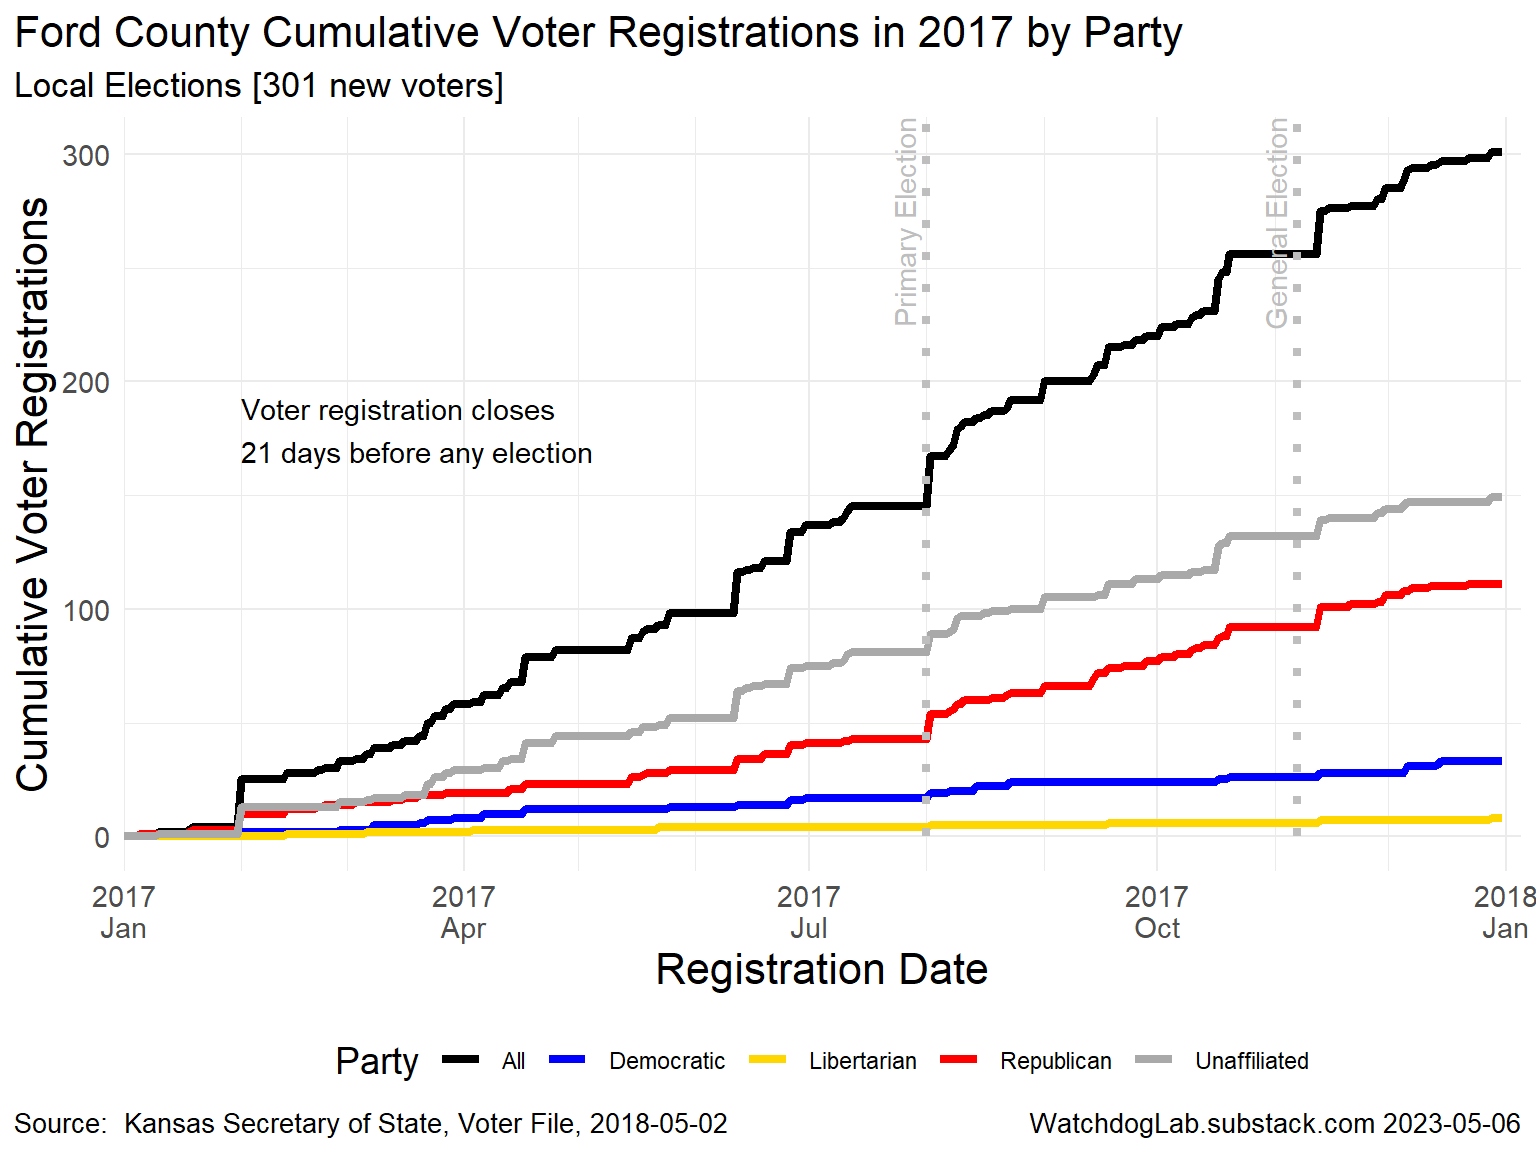 Ford County Cumulative Voter Registrations in 2017 by Party
Local Elections [301 new voters]
Cumulative Voter Registrations
300
200
100
0
Primary Election
General Election
Voter registration closes
21 days before any election
2017
Jan
2017
Apr
2017
Jul
2017
Oct
2018
Jan
Registration Date
Party
All
Democratic
Libertarian
Republican
Unaffiliated
Source:  Kansas Secretary of State, Voter File, 2018-05-02
WatchdogLab.substack.com 2023-05-06